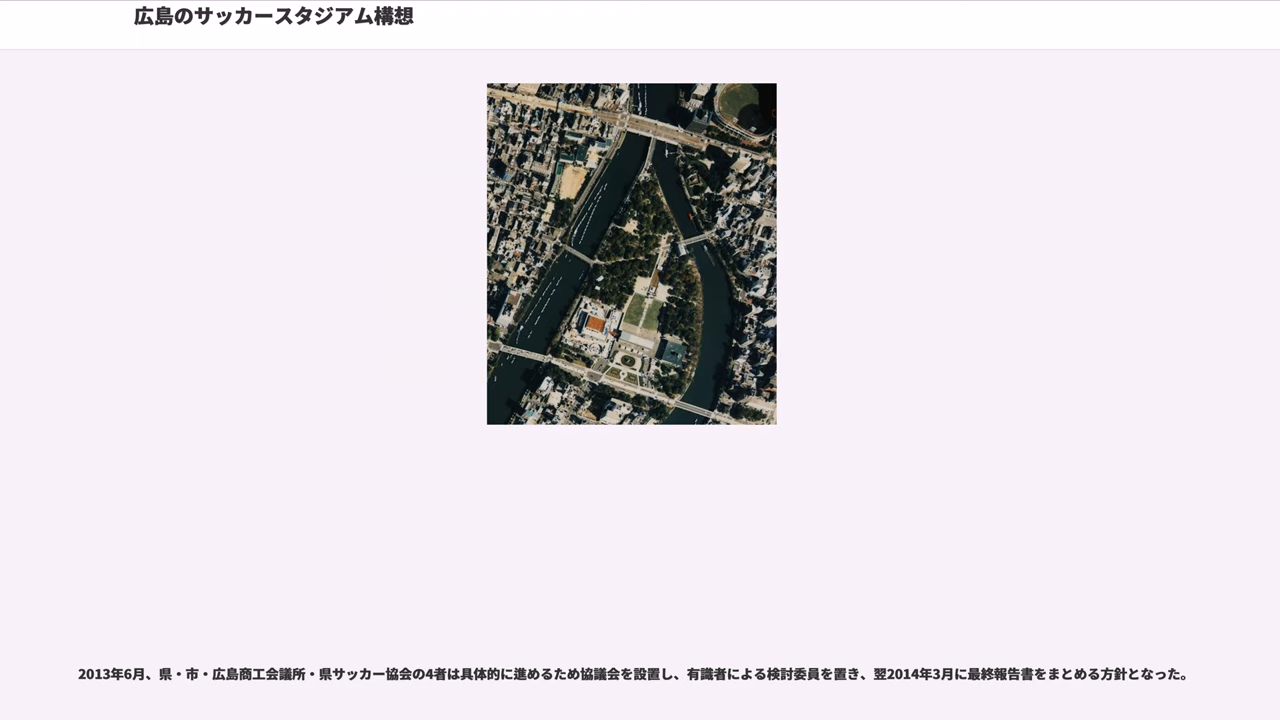 広島のサッカースタジアム構想
2013年6月、県・市・広島商工会議所・県サッカー協会の4者は具体的に進めるため協議会を設置し、有識者による検討委員を置き、翌2014年3月に最終報告書をまとめる方針となった。